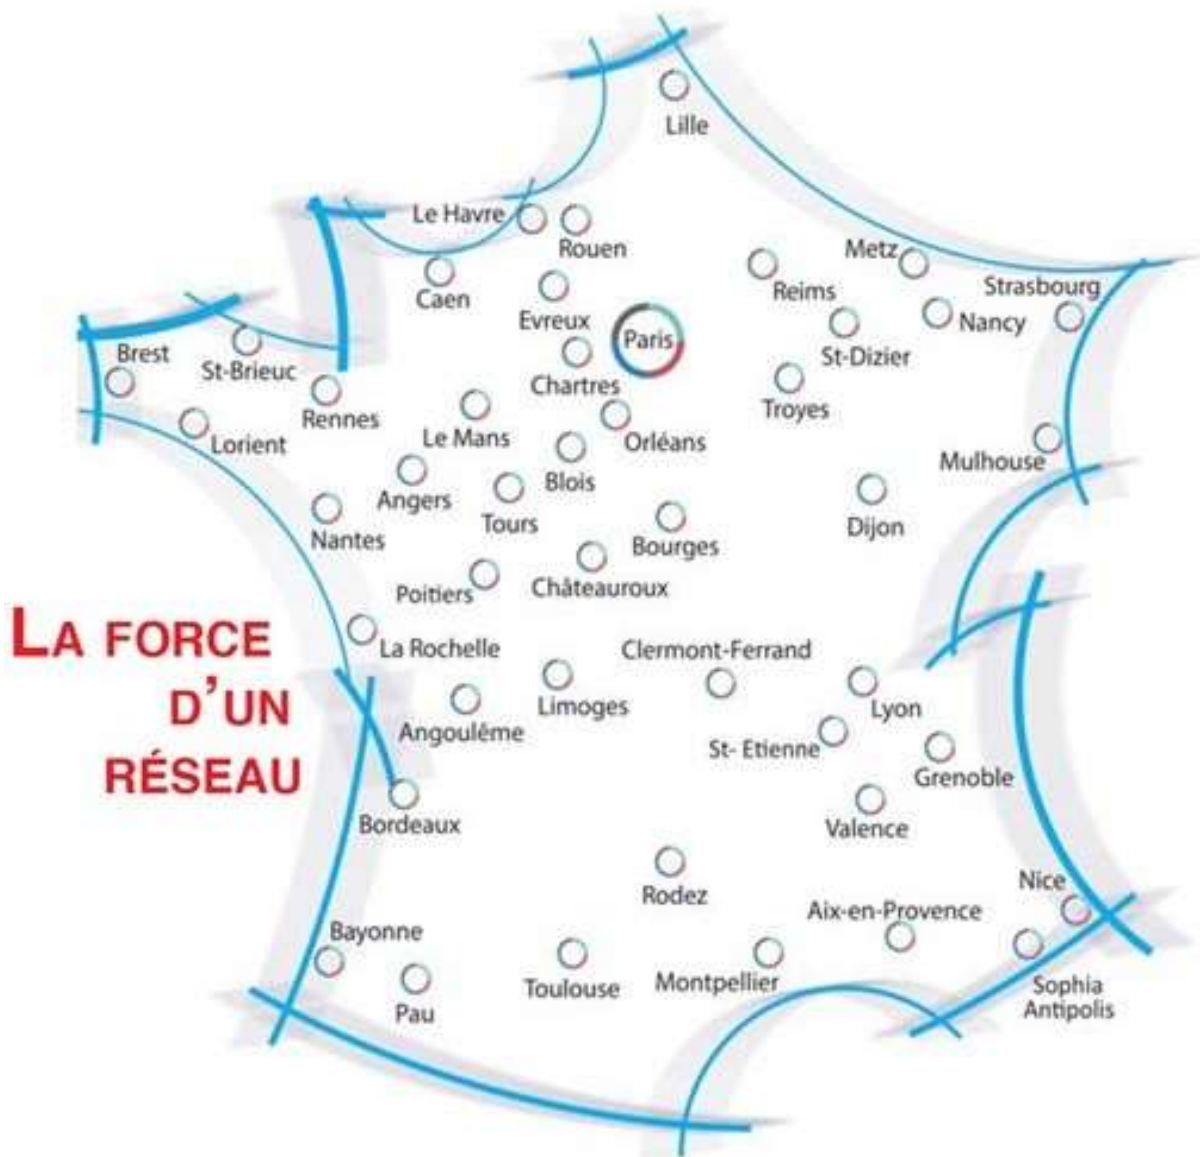 Lille
Le Havre
Rouen
Metz
Strasbourg
Reims
Caen
Evreux
Nancy
Paris
St-Dizier
Brest
St-Brieuc
Chartres
Troyes
Rennes
Le Mans
Orléans
Lorient
Mulhouse
Blois
Angers
Tours
Dijon
Nantes
Bourges
Châteauroux
Poitiers
LA FORCE
D'UN
RÉSEAU
La Rochelle
Clermont-Ferrand
Limoges
Lyon
Angoulême
St- Etienne
Grenoble
Bordeaux
Valence
Nice
Rodez
Aix-en-Provence
Bayonne
Montpellier
Toulouse
Sophia
Antipolis
Pau